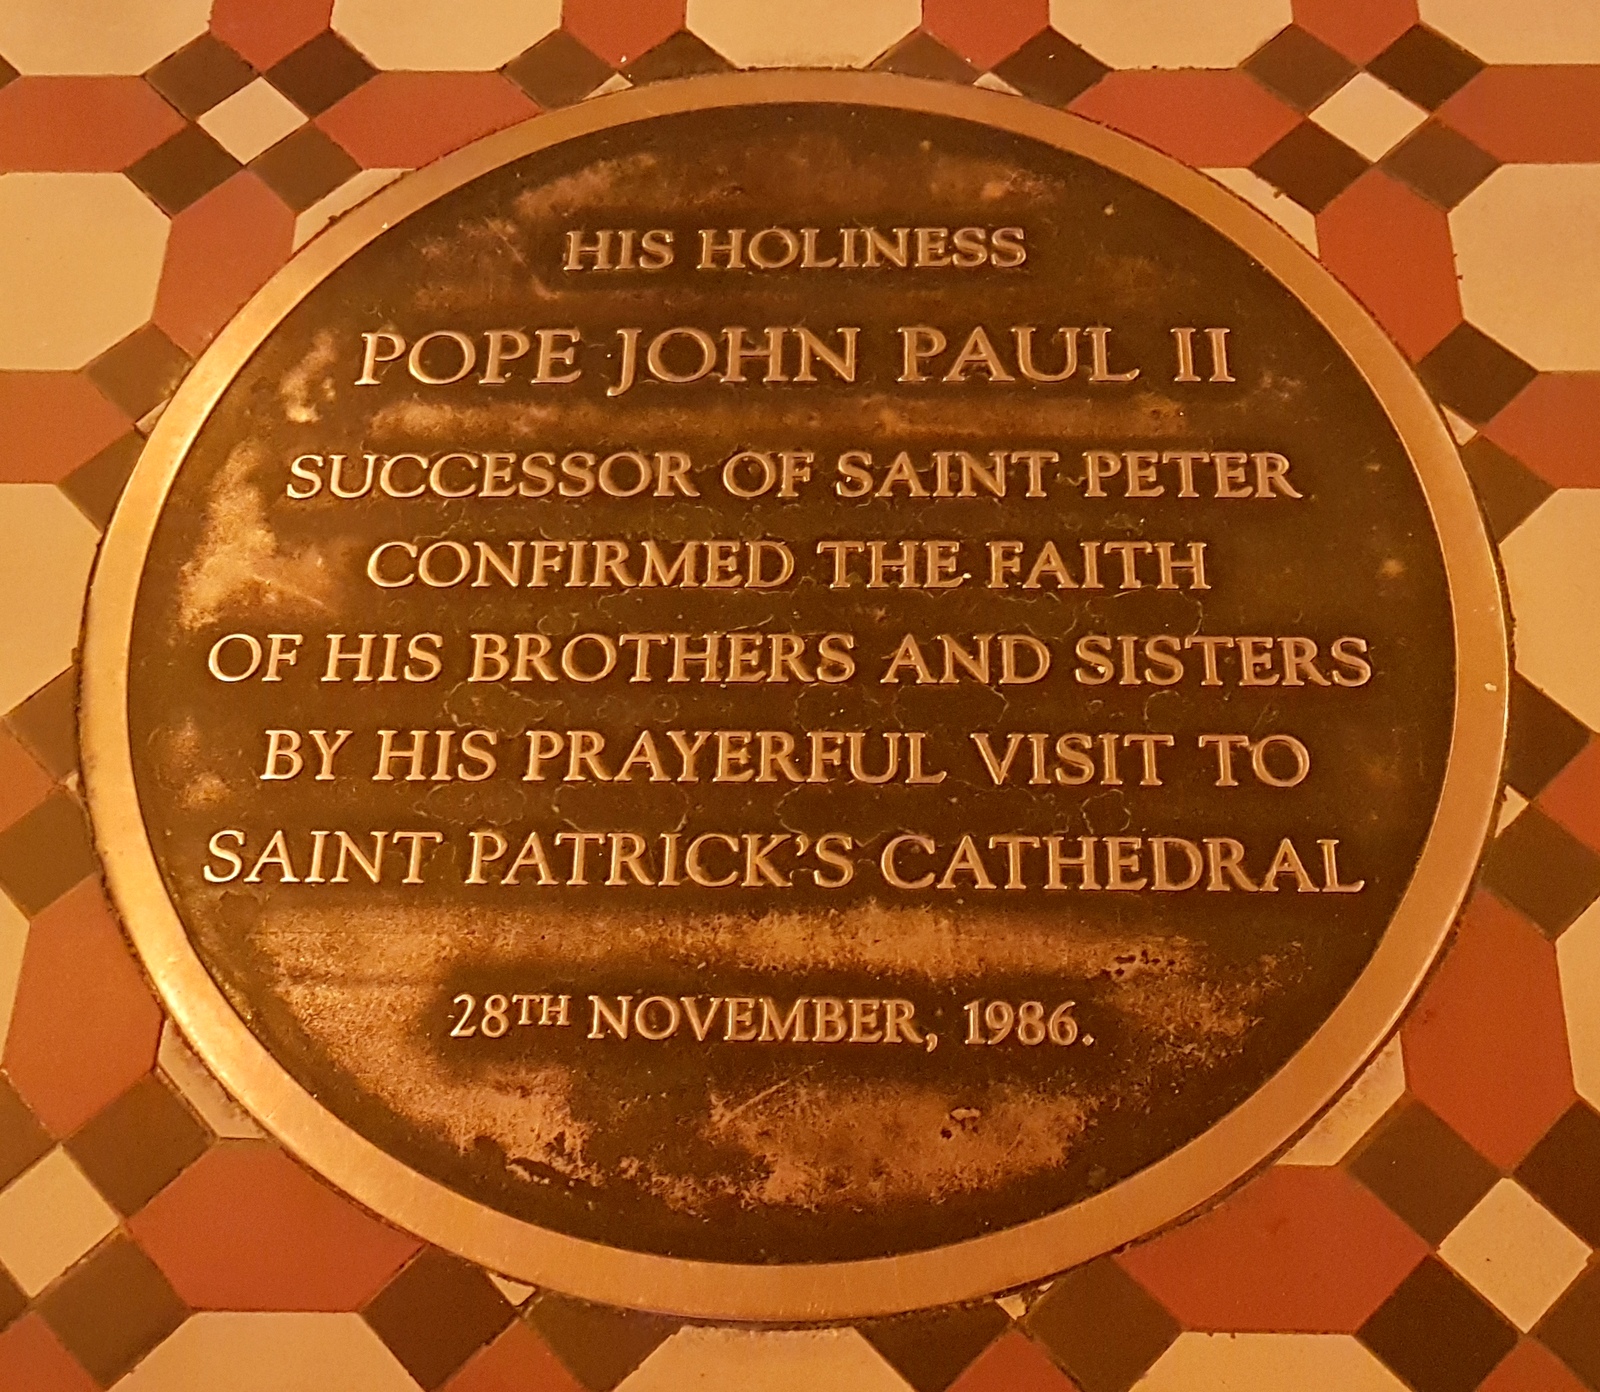 HIS HOLINESS
POPE JOHN PAUL II
SUCCESSOR OF SAINT PETER
CONFIRMED THE FAITH
OF HIS BROTHERS AND SISTERS
BY HIS PRAYERFUL VISIT TO
SAINT PATRICK'S CATHEDRAL
28TH NOVEMBER, 1986.